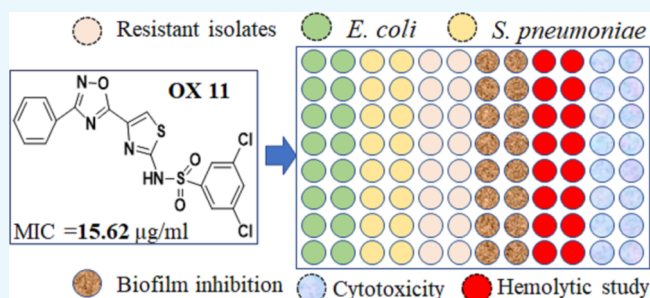 Resistant isolates E. coli S. pneumoniae
OX 11
N-O
N
N
S
Cl
HN-S
O
O
Cl
MIC =15.62 µg/ml
Biofilm inhibition Cytotoxicity Hemolytic study